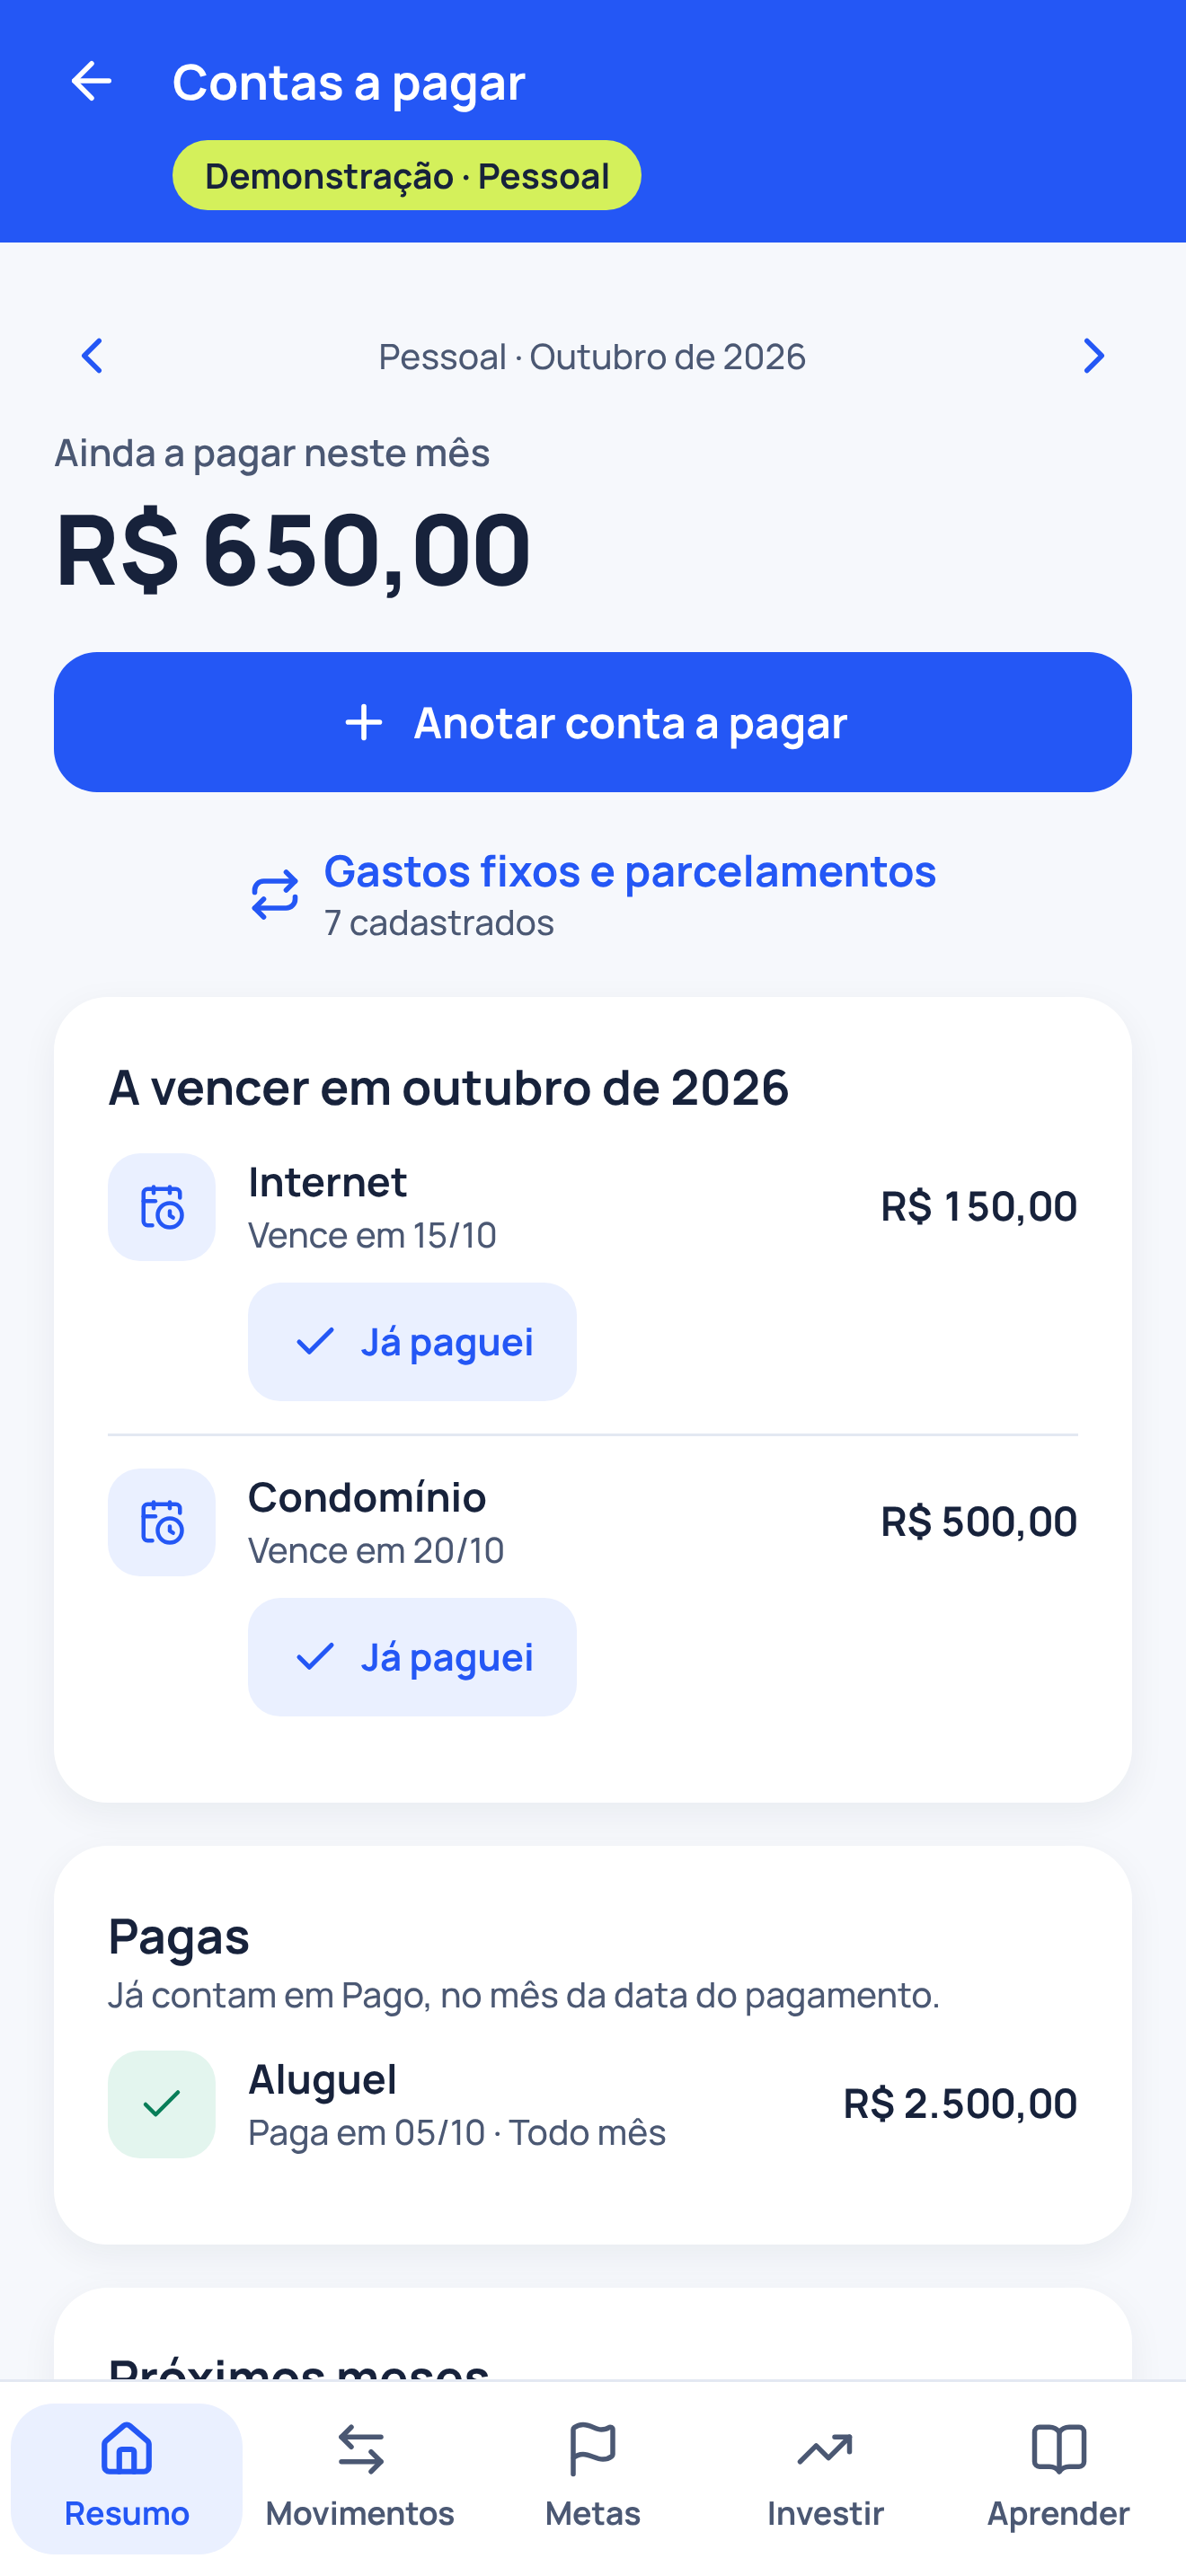 Contas a pagar
Demonstração · Pessoal
Pessoal · Outubro de 2026
Ainda a pagar neste mês
R$ 650,00
Anotar conta a pagar
Gastos fixos e parcelamentos
7 cadastrados
A vencer em outubro de 2026
Internet
R$ 150,00
Vence em 15/10
Já paguei
Condomínio
R$ 500,00
Vence em 20/10
Já paguei
Pagas
Já contam em Pago, no mês da data do pagamento.
Aluguel
R$ 2.500,00
Paga em 05/10 · Todo mês
Próximos meses
Resumo
Movimentos
Metas
Investir
Aprender